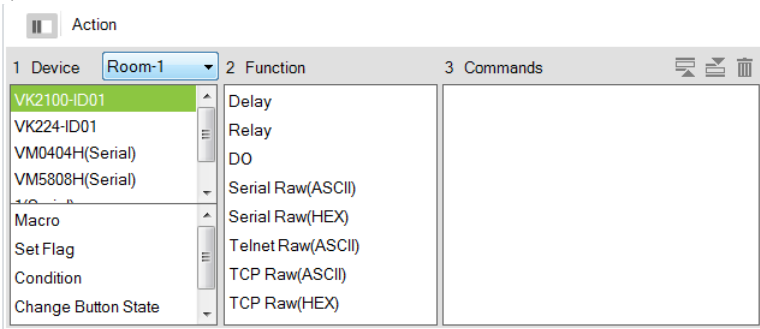 Action
1 Device Room-1 2 Function 3 Commands
VK2100-ID01
VK224-ID01
VM0404H(Serial)
VM5808H(Serial)
Macro
Set Flag
Condition
Change Button State
Delay
Relay
DO
Serial Raw(ASCII)
Serial Raw(HEX)
Telnet Raw(ASCII)
TCP Raw(ASCII)
TCP Raw(HEX)